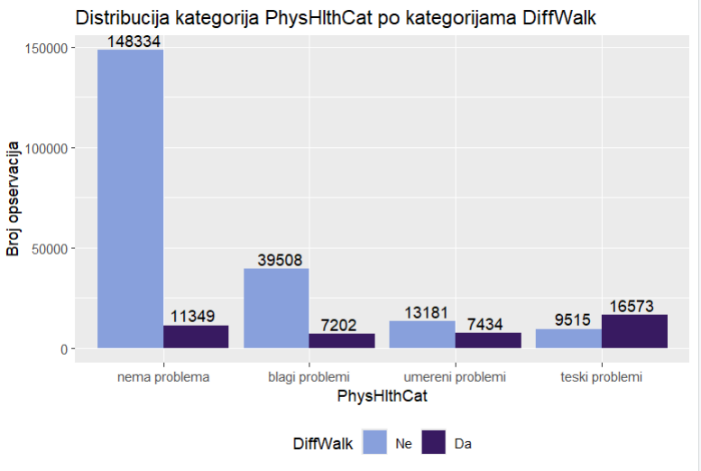 Distribucija kategorija PhysHlthCat po kategorijama DiffWalk
Broj opservacija
150000
100000
50000
0
148334
11349
39508
7202
13181
7434
9515
16573
nema problema
blagi problemi
umereni problemi
teski problemi
PhysHlthCat
DiffWalk Ne Da